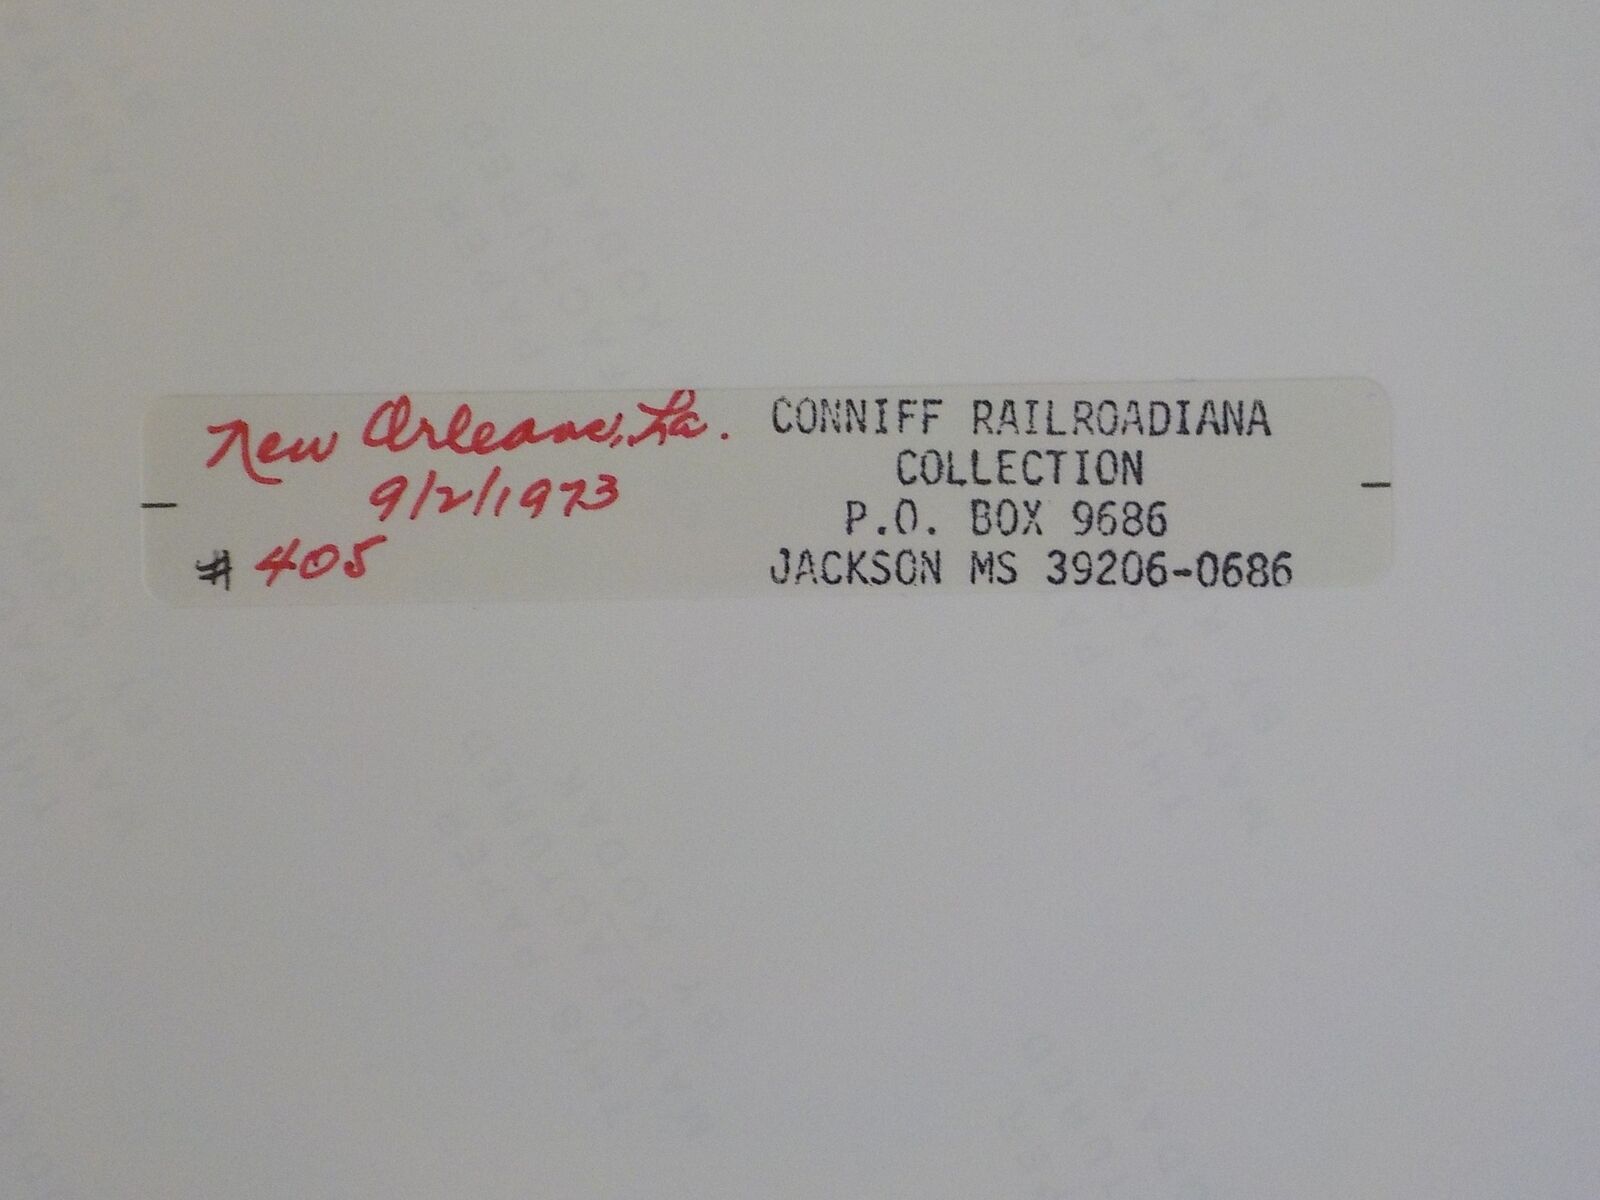 New Orleans, La.
9/2/1973
# 405
CONNIFF RAILROADIANA
COLLECTION
P.O. BOX 9686
JACKSON MS 39206-0686